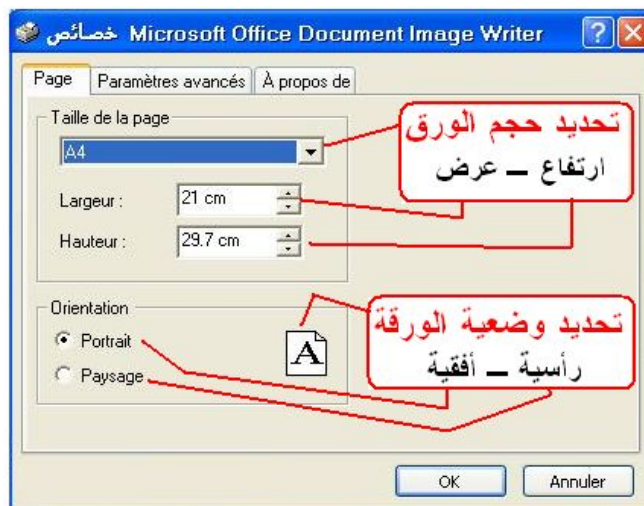 خصائص Microsoft Office Document Image Writer
Page Paramètres avancés À propos de
Taille de la page
A4
Largeur : 21 cm
Hauteur : 29.7 cm
تحديد حجم الورق
ارتفاع – عرض
Orientation
Portrait
Paysage
A
تحديد وضعية الورقة
رأسية – أفقية
OK Annuler